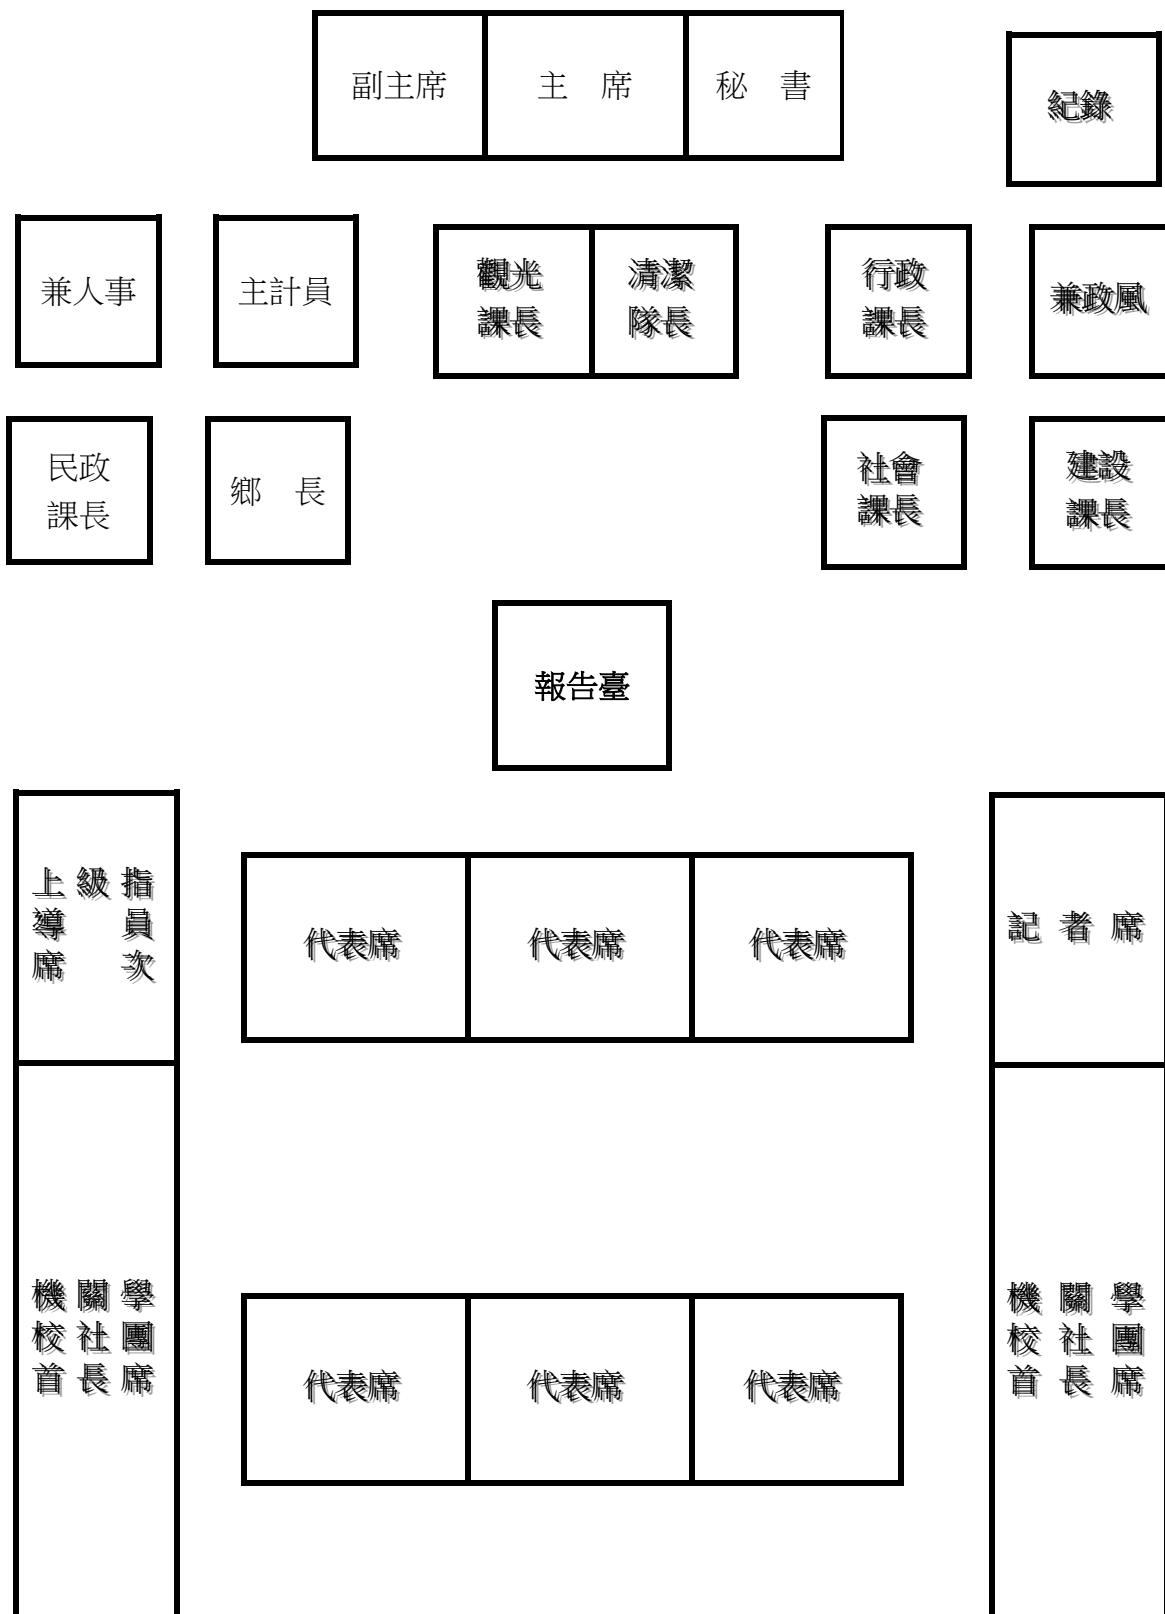 副主席
主　席
秘　書
紀錄
兼人事
主計員
觀光
課長
清潔
隊長
行政
課長
兼政風
民政
課長
鄉　長
社會
課長
建設
課長
報告臺
上級指
導　員
席　次
代表席
代表席
代表席
記者席
機關學
校社團
首長席
代表席
代表席
代表席
機關學
校社團
首長席